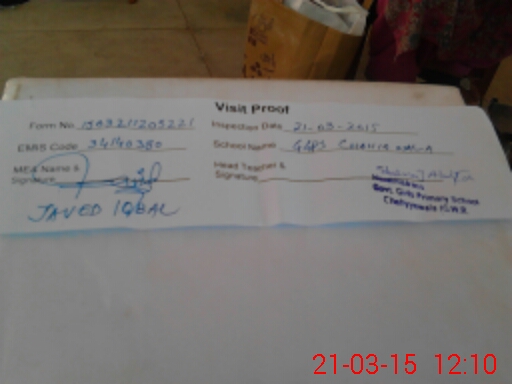 Visit Proof
Form No Inspection Date 21-03-2015
EMIS Code 34140380 School Name GGPS
MEA Name & Signature Head Teacher & Signature
JAVED IQBAL
Govt. Girls Primary School
21-03-15 12:10